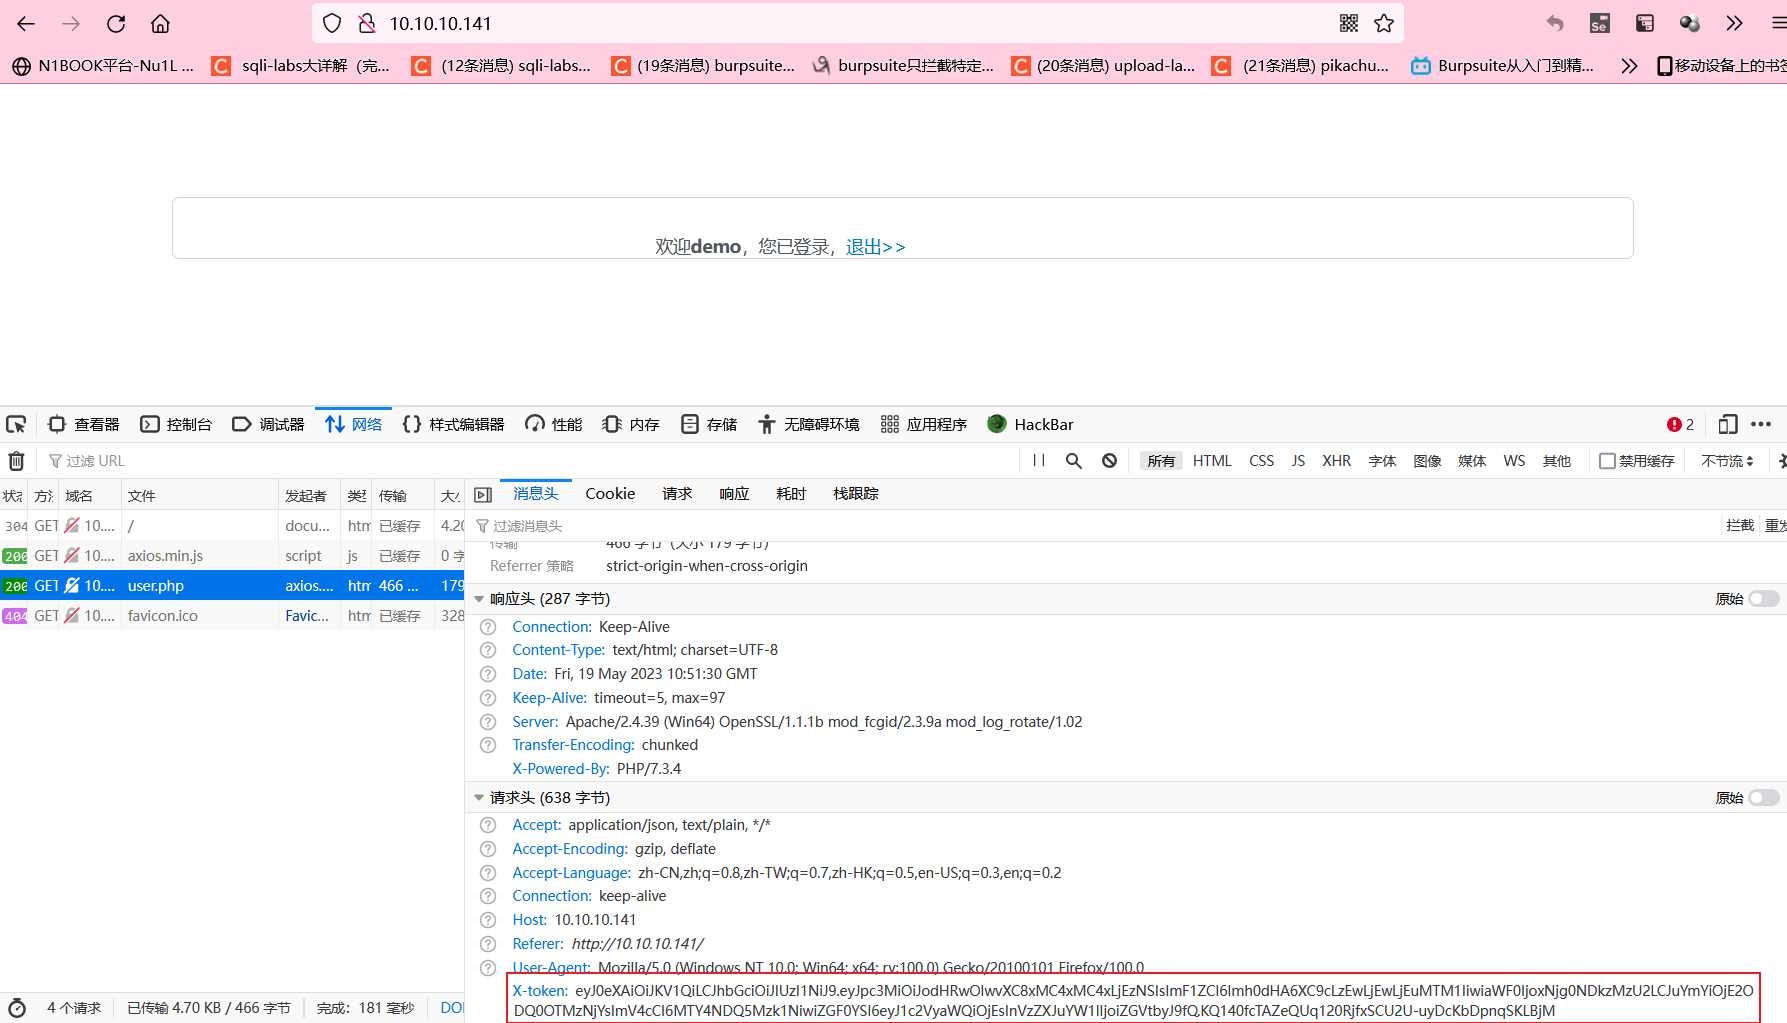 10.10.10.141
N1BOOK平台-Nu1L ... sqli-labs大详解（完... (12条消息) sqli-labs... (19条消息) burpsuite... burpsuite只拦截特定... (20条消息) upload-la... (21条消息) pikachu... Burpsuite从入门到精... 移动设备上的书签
欢迎demo，您已登录，退出>>
查看器 控制台 调试器 网络 样式编辑器 性能 内存 存储 无障碍环境 应用程序 HackBar 2
过滤 URL 所有 HTML CSS JS XHR 字体 图像 媒体 WS 其他 禁用缓存 不节流
状 方 域名 文件 发起者 类 传输 大 消息头 Cookie 请求 响应 耗时 栈跟踪
304 GET 10.... / docu... htm 已缓存 4.20
过滤消息头 拦截 重发
200 GET 10.... axios.min.js script js 已缓存 0 字
200 GET 10.... user.php axios.... htm 466 ... 179
404 GET 10.... favicon.ico Favic... htm 已缓存 328
传输 466 字节 (大小 179 字节)
Referrer 策略 strict-origin-when-cross-origin
响应头 (287 字节) 原始
Connection: Keep-Alive
Content-Type: text/html; charset=UTF-8
Date: Fri, 19 May 2023 10:51:30 GMT
Keep-Alive: timeout=5, max=97
Server: Apache/2.4.39 (Win64) OpenSSL/1.1.1b mod_fcgid/2.3.9a mod_log_rotate/1.02
Transfer-Encoding: chunked
X-Powered-By: PHP/7.3.4
请求头 (638 字节) 原始
Accept: application/json, text/plain, */*
Accept-Encoding: gzip, deflate
Accept-Language: zh-CN,zh;q=0.8,zh-TW;q=0.7,zh-HK;q=0.5,en-US;q=0.3,en;q=0.2
Connection: keep-alive
Host: 10.10.10.141
Referer: http://10.10.10.141/
User-Agent: Mozilla/5.0 (Windows NT 10.0; Win64; x64; rv:100.0) Gecko/20100101 Firefox/100.0
X-token: eyJ0eXAiOiJKV1QiLCJhbGciOiJIUzI1NiJ9.eyJpc3MiOiJodHRwOlwvXC8xMC4xMC4xLjEzNSIsImF1ZCI6Imh0dHA6XC9cLzEwLjEwLjEuMTM1IiwiaWF0IjoxNjg0NDkzMzU2LCJuYmYiOjE2O
DQ0OTMzNjYsImV4cCI6MTY4NDQ5Mzk1NiwiZGF0YSI6eyJ1c2VyaWQiOjEsInVzZXJuYW1lIjoiZGVtbyJ9fQ.KQ140fcTAZeQUq120RjfxSCU2U-uyDcKbDpnqSKLBjM
4 个请求 已传输 4.70 KB / 466 字节 完成：181 毫秒 DO